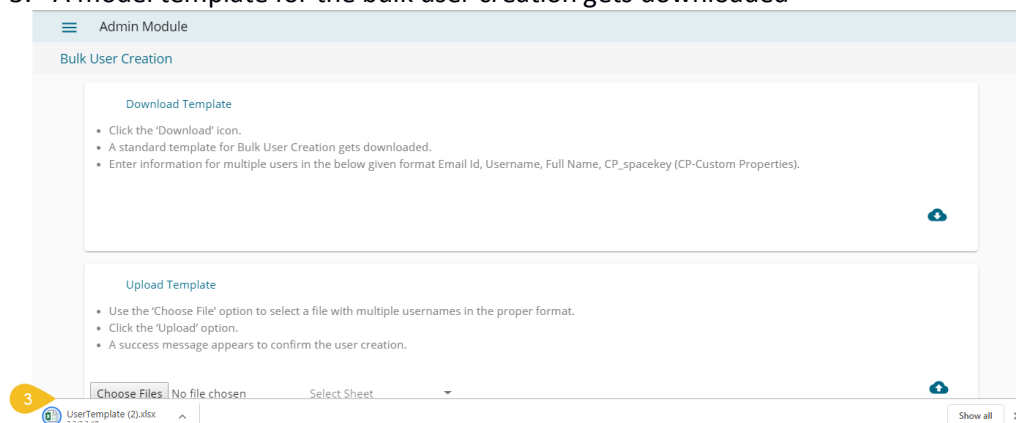 3. A model template for the bulk user creation gets downloaded
Admin Module
Bulk User Creation
Download Template
• Click the 'Download' icon.
• A standard template for Bulk User Creation gets downloaded.
• Enter information for multiple users in the below given format Email Id, Username, Full Name, CP_spacekey (CP-Custom Properties).
Upload Template
• Use the 'Choose File' option to select a file with multiple usernames in the proper format.
• Click the 'Upload' option.
• A success message appears to confirm the user creation.
Choose Files No file chosen Select Sheet
3
UserTemplate (2).xlsx
Show all